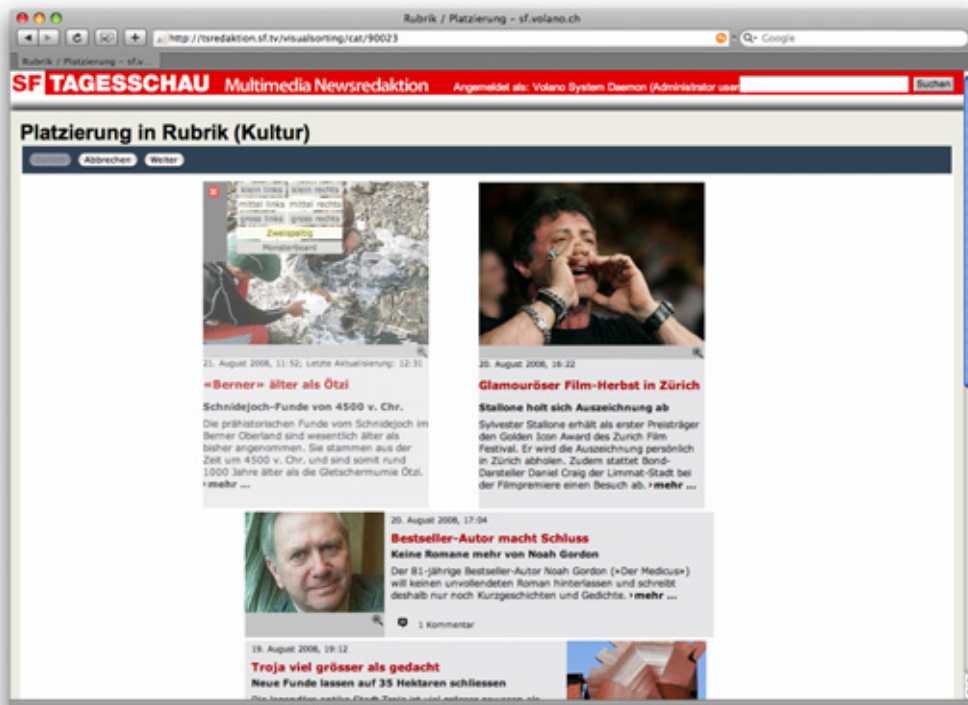 Rubrik / Platzierung – sf.volano.ch
http://tsredaktion.sf.tv/visualsorting/cat/90023
Google
Rubrik / Platzierung – sf.v...
SF TAGESSCHAU Multimedia Newsredaktion Angemeldet als: Volano System Daemon (Administrator user
Suchen
Platzierung in Rubrik (Kultur)
Abbrechen Weiter
klein links klein rechts
mittel links mittel rechts
gross links gross rechts
Zweispaltig
Monsterboard
21. August 2008, 11:52; Letzte Aktualisierung: 12:31
«Berner» älter als Ötzi
Schnidejoch-Funde von 4500 v. Chr.
Die prähistorischen Funde vom Schnidejoch im
Berner Oberland sind wesentlich älter als
bisher angenommen. Sie stammen aus der
Zeit um 4500 v. Chr. und sind somit rund
1000 Jahre älter als die Gletschermumie Ötzi.
›mehr ...
20. August 2008, 16:22
Glamouröser Film-Herbst in Zürich
Stallone holt sich Auszeichnung ab
Sylvester Stallone erhält als erster Preisträger
den Golden Icon Award des Zurich Film
Festival. Er wird die Auszeichnung persönlich
in Zürich abholen. Zudem stattet Bond-
Darsteller Daniel Craig der Limmat-Stadt bei
der Filmpremiere einen Besuch ab. ›mehr ...
20. August 2008, 17:04
Bestseller-Autor macht Schluss
Keine Romane mehr von Noah Gordon
Der 81-jährige Bestseller-Autor Noah Gordon («Der Medicus»)
will keinen unvollendeten Roman hinterlassen und schreibt
deshalb nur noch Kurzgeschichten und Gedichte. ›mehr ...
1 Kommentar
19. August 2008, 19:12
Troja viel grösser als gedacht
Neue Funde lassen auf 35 Hektaren schliessen
Die legendäre antike Stadt Troja ist viel grösser gewesen als